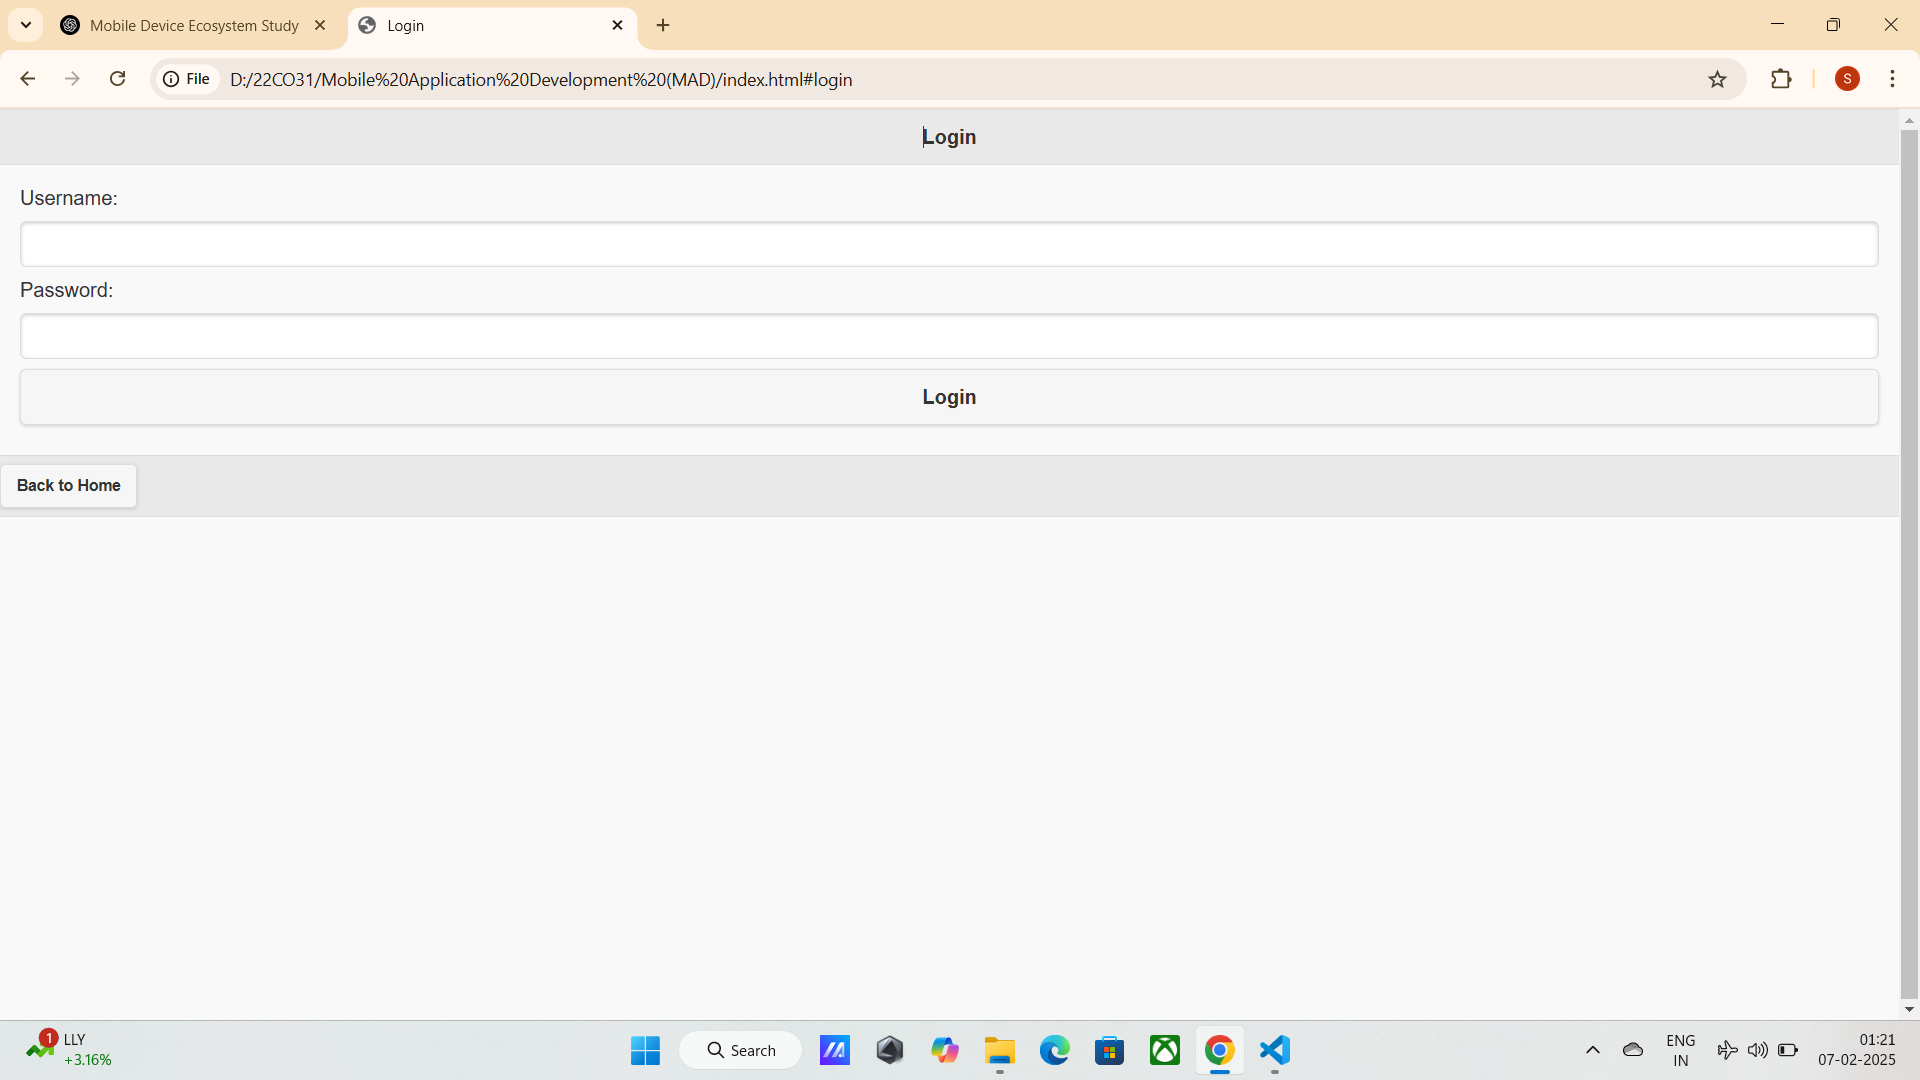 Mobile Device Ecosystem Study
Login
File
D:/22CO31/Mobile%20Application%20Development%20(MAD)/index.html#login
S
Login
Username:
Password:
Login
Back to Home
1
LLY
+3.16%
Search
ENG
IN
01:21
07-02-2025